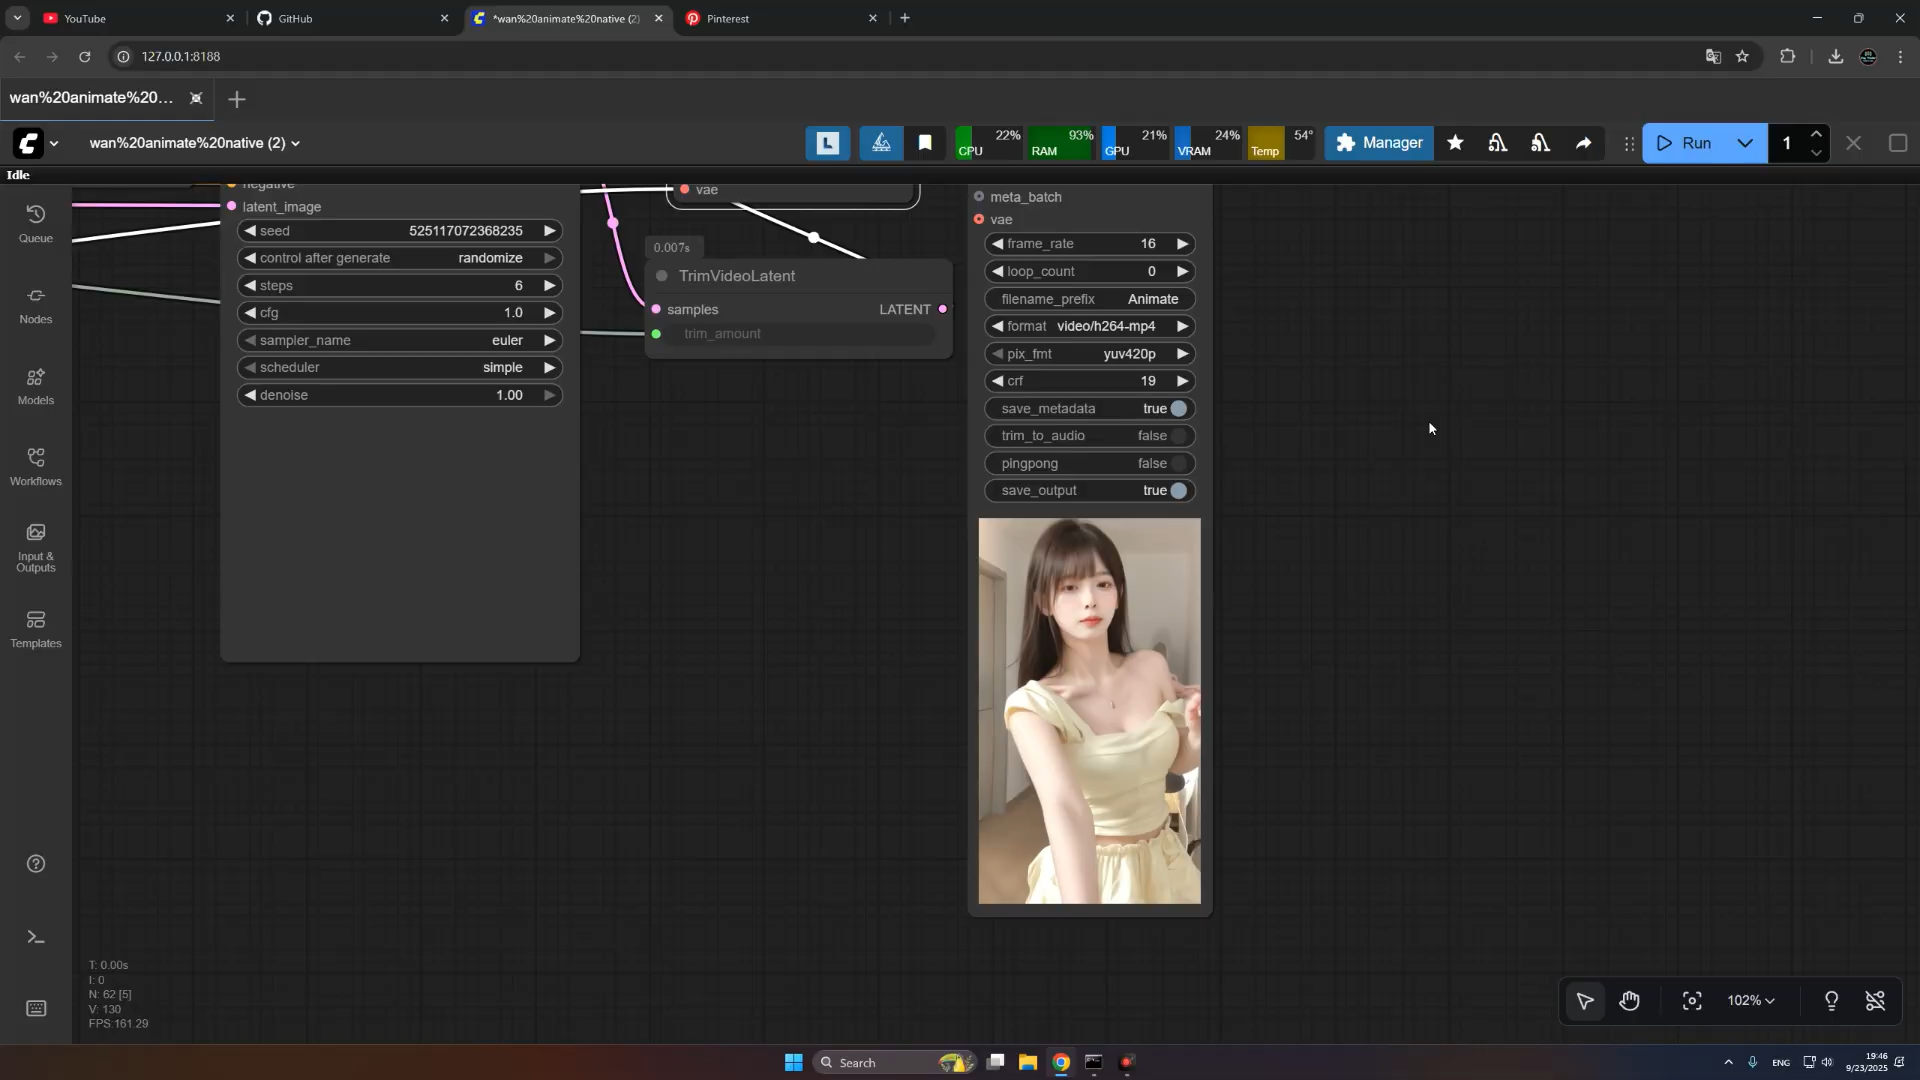 YouTube
GitHub
*wan%20animate%20native (2)
Pinterest
127.0.0.1:8188
wan%20animate%20...
wan%20animate%20native (2)
L
CPU 22%
RAM 93%
GPU 21%
VRAM 24%
Temp 54°
Manager
Run
1
Idle
Queue
Nodes
Models
Workflows
Input &
Outputs
Templates
negative
latent_image
seed 525117072368235
control after generate randomize
steps 6
cfg 1.0
sampler_name euler
scheduler simple
denoise 1.00
vae
0.007s
TrimVideoLatent
samples LATENT
trim_amount
meta_batch
vae
frame_rate 16
loop_count 0
filename_prefix Animate
format video/h264-mp4
pix_fmt yuv420p
crf 19
save_metadata true
trim_to_audio false
pingpong false
save_output true
T: 0.00s
I: 0
N: 62 [5]
V: 130
FPS:161.29
102%
Search
ENG
19:46
9/23/2025